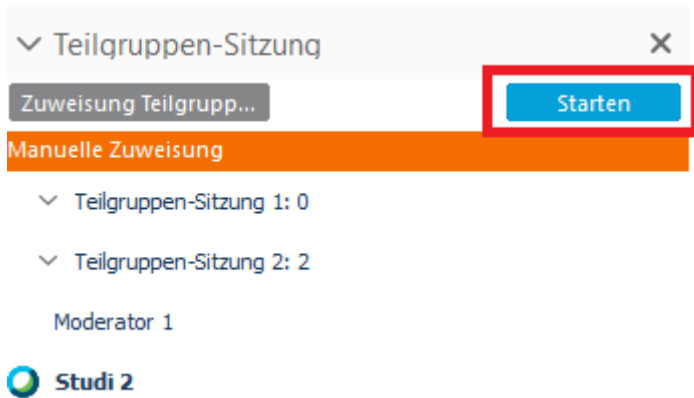 Teilgruppen-Sitzung
Zuweisung Teilgrupp...
Starten
Manuelle Zuweisung
Teilgruppen-Sitzung 1: 0
Teilgruppen-Sitzung 2: 2
Moderator 1
Studi 2